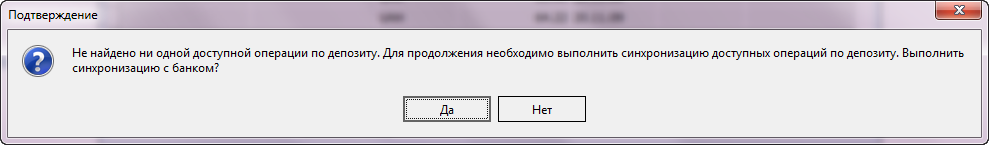 Подтверждение
Не найдено ни одной доступной операции по депозиту. Для продолжения необходимо выполнить синхронизацию доступных операций по депозиту. Выполнить
синхронизацию с банком?
Да
Нет